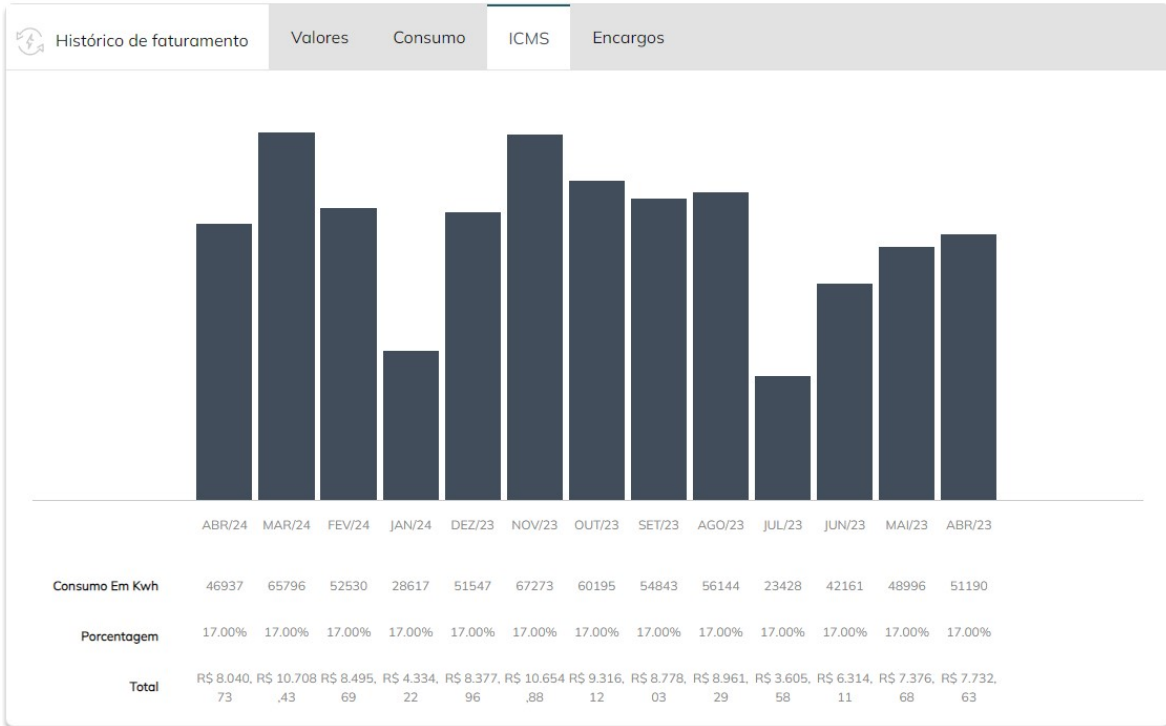 Histórico de faturamento Valores Consumo ICMS Encargos
ABR/24 MAR/24 FEV/24 JAN/24 DEZ/23 NOV/23 OUT/23 SET/23 AGO/23 JUL/23 JUN/23 MAI/23 ABR/23
Consumo Em Kwh 46937 65796 52530 28617 51547 67273 60195 54843 56144 23428 42161 48996 51190
Porcentagem 17.00% 17.00% 17.00% 17.00% 17.00% 17.00% 17.00% 17.00% 17.00% 17.00% 17.00% 17.00% 17.00%
Total R$ 8.040, R$ 10.708 R$ 8.495, R$ 4.334, R$ 8.377, R$ 10.654 R$ 9.316, R$ 8.778, R$ 8.961, R$ 3.605, R$ 6.314, R$ 7.376, R$ 7.732,
73 ,43 69 22 96 ,88 12 03 29 58 11 68 63